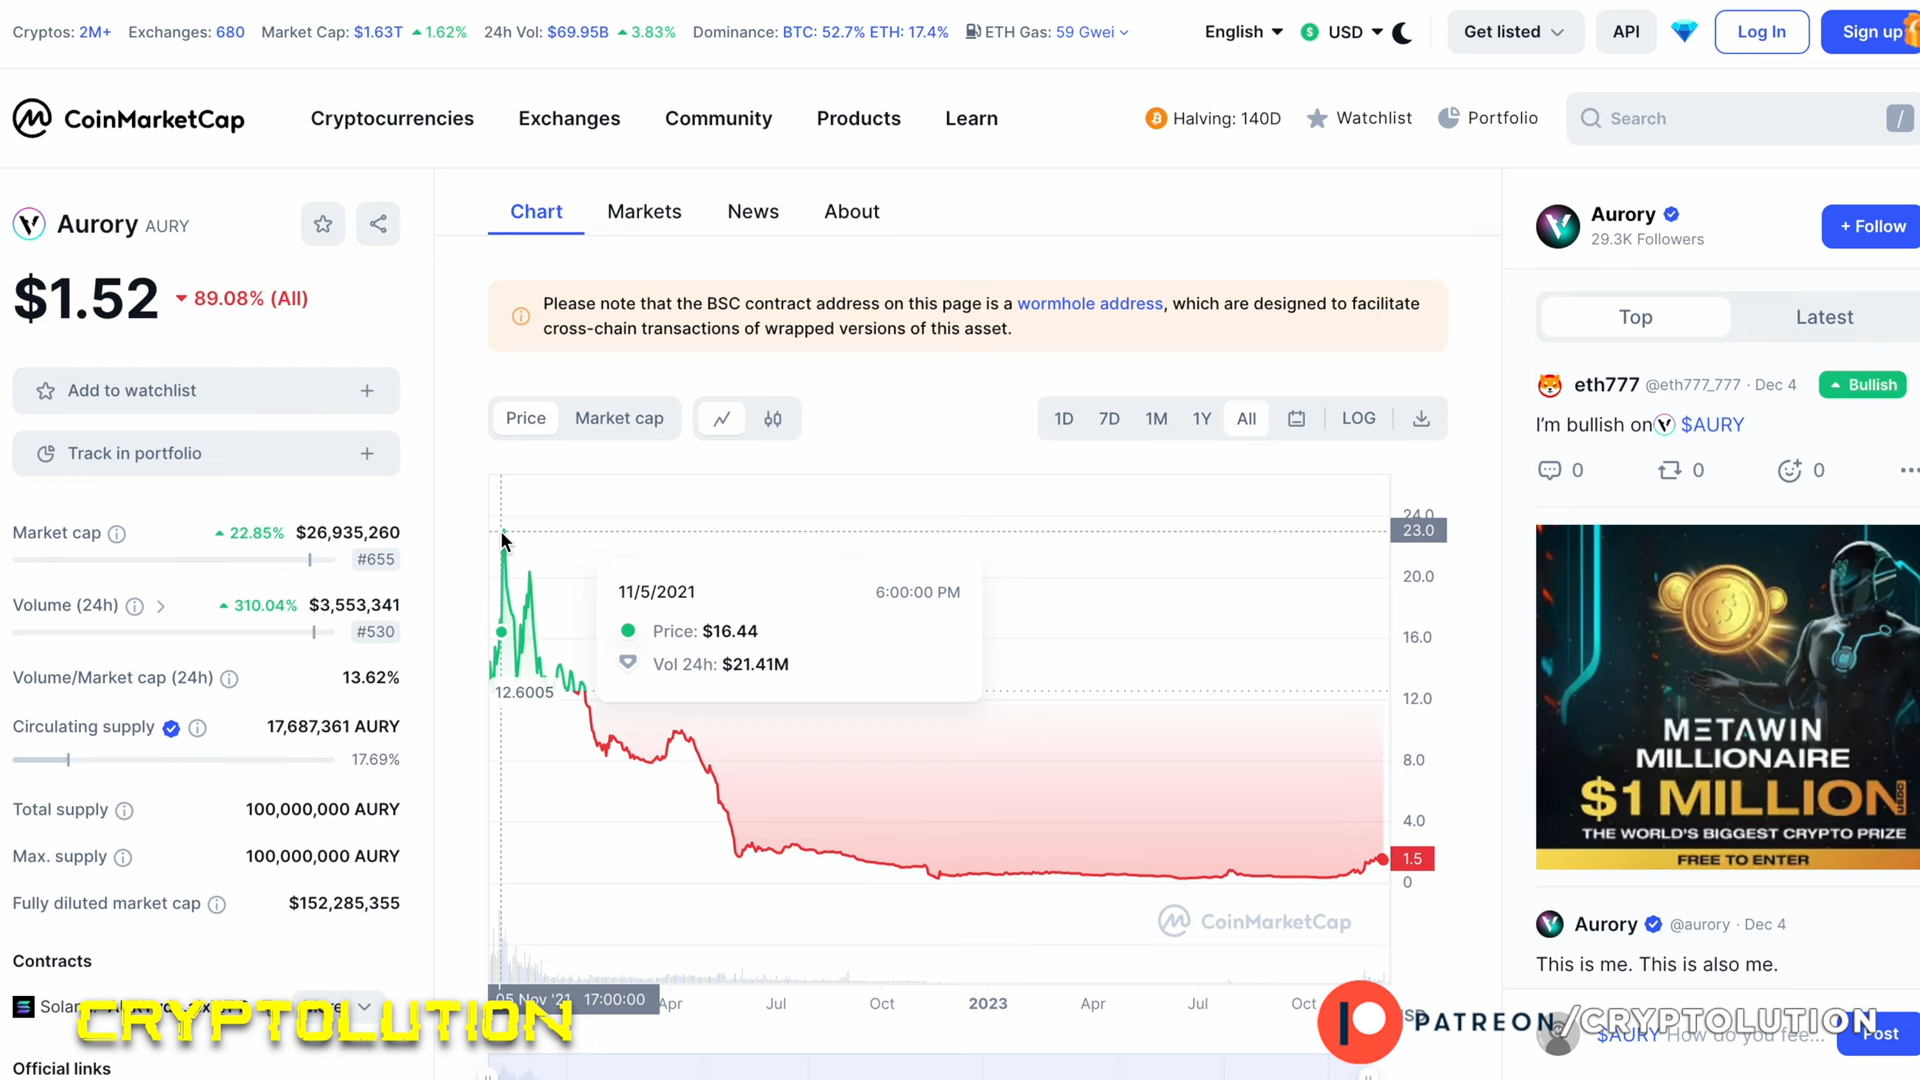 Cryptos: 2M+ Exchanges: 680 Market Cap: $1.63T 1.62% 24h Vol: $69.95B 3.83% Dominance: BTC: 52.7% ETH: 17.4% ETH Gas: 59 Gwei English USD Get listed API Log In Sign up
CoinMarketCap Cryptocurrencies Exchanges Community Products Learn Halving: 140D Watchlist Portfolio Search /
Aurory AURY
$1.52 89.08% (All)
Add to watchlist
Track in portfolio
Market cap 22.85% $26,935,260
#655
Volume (24h) 310.04% $3,553,341
#530
Volume/Market cap (24h) 13.62%
Circulating supply 17,687,361 AURY
17.69%
Total supply 100,000,000 AURY
Max. supply 100,000,000 AURY
Fully diluted market cap $152,285,355
Contracts
Official links
Chart Markets News About
Please note that the BSC contract address on this page is a wormhole address, which are designed to facilitate
cross-chain transactions of wrapped versions of this asset.
Price Market cap 1D 7D 1M 1Y All LOG
24.0
23.0
20.0
16.0
12.0
8.0
4.0
1.5
0
11/5/2021 6:00:00 PM
Price: $16.44
Vol 24h: $21.41M
12.6005
CoinMarketCap
05 Nov '21 17:00:00 Apr Jul Oct 2023 Apr Jul Oct
Aurory
29.3K Followers
+ Follow
Top Latest
eth777 @eth777_777 · Dec 4 Bullish
I'm bullish on $AURY
0 0 0
METAWIN
MILLIONAIRE
$1 MILLION
USDC
THE WORLD'S BIGGEST CRYPTO PRIZE
FREE TO ENTER
Aurory @aurory · Dec 4
This is me. This is also me.
$AURY How do you fee... Post
CRYPTOLUTION
PATREON/CRYPTOLUTION